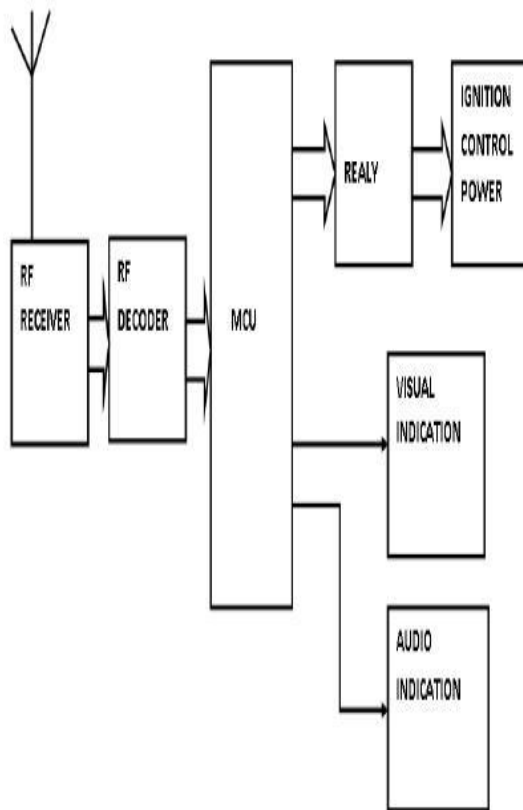 RF
RECEIVER
RF
DECODER
MCU
REALY
IGNITION
CONTROL
POWER
VISUAL
INDICATION
AUDIO
INDICATION